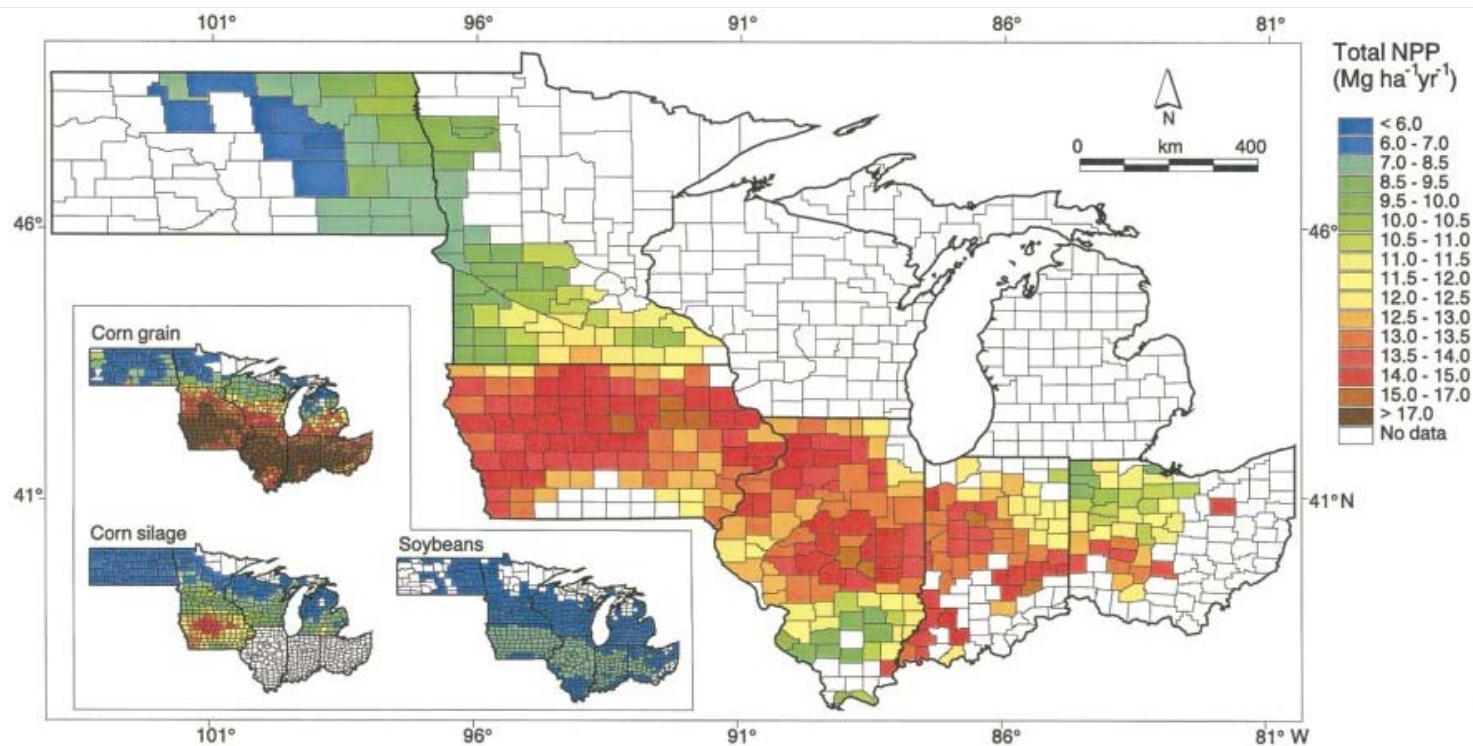 101° 96° 91° 86° 81°
Total NPP
(Mg ha⁻¹yr⁻¹)
N
0 km 400
< 6.0
6.0 - 7.0
7.0 - 8.5
8.5 - 9.5
9.5 - 10.0
10.0 - 10.5
10.5 - 11.0
11.0 - 11.5
11.5 - 12.0
12.0 - 12.5
12.5 - 13.0
13.0 - 13.5
13.5 - 14.0
14.0 - 15.0
15.0 - 17.0
> 17.0
No data
46° 46°
Corn grain
41° 41°N
Corn silage
Soybeans
101° 96° 91° 86° 81° W